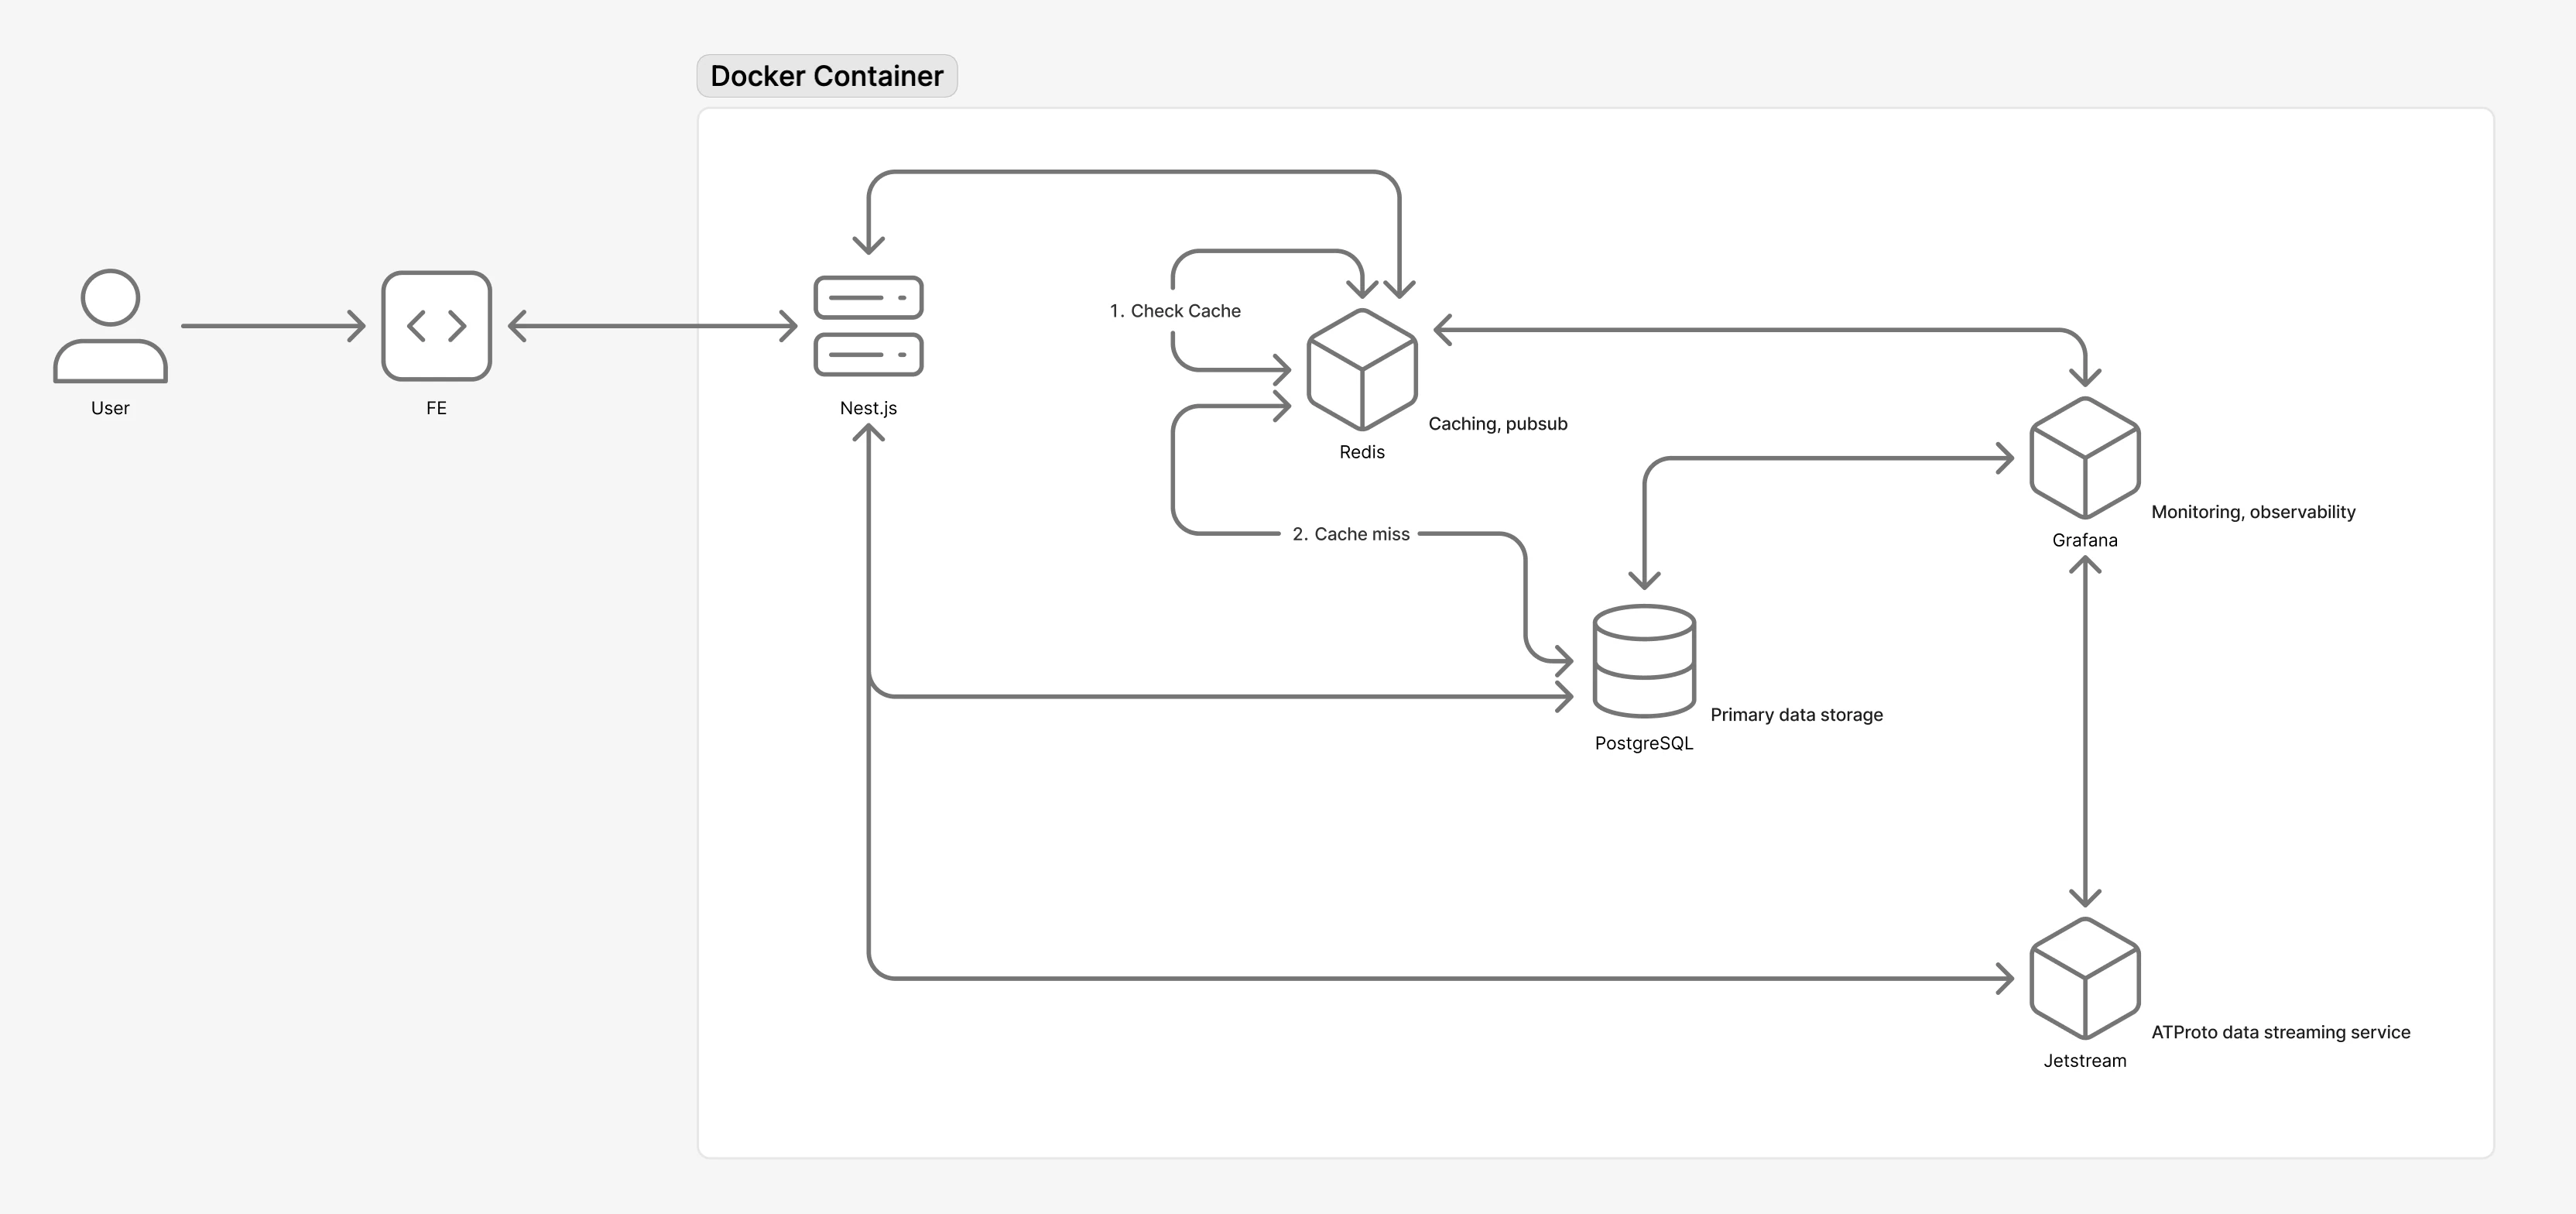 Docker Container
User
FE
Nest.js
1. Check Cache
Caching, pubsub
Redis
2. Cache miss
Monitoring, observability
Grafana
Primary data storage
PostgreSQL
ATProto data streaming service
Jetstream